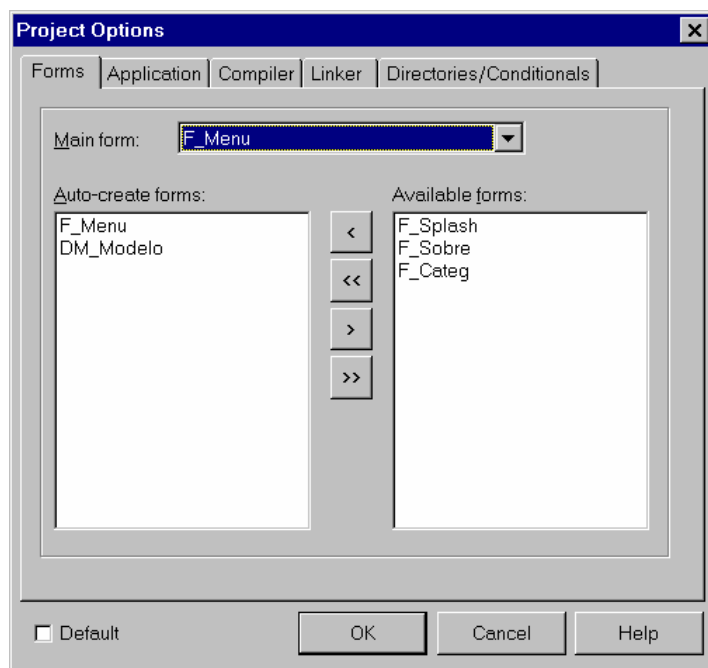 Project Options
Forms Application Compiler Linker Directories/Conditionals
Main form: F_Menu
Auto-create forms: Available forms:
F_Menu F_Splash
DM_Modelo F_Sobre
F_Categ
<
<<
>
>>
Default OK Cancel Help